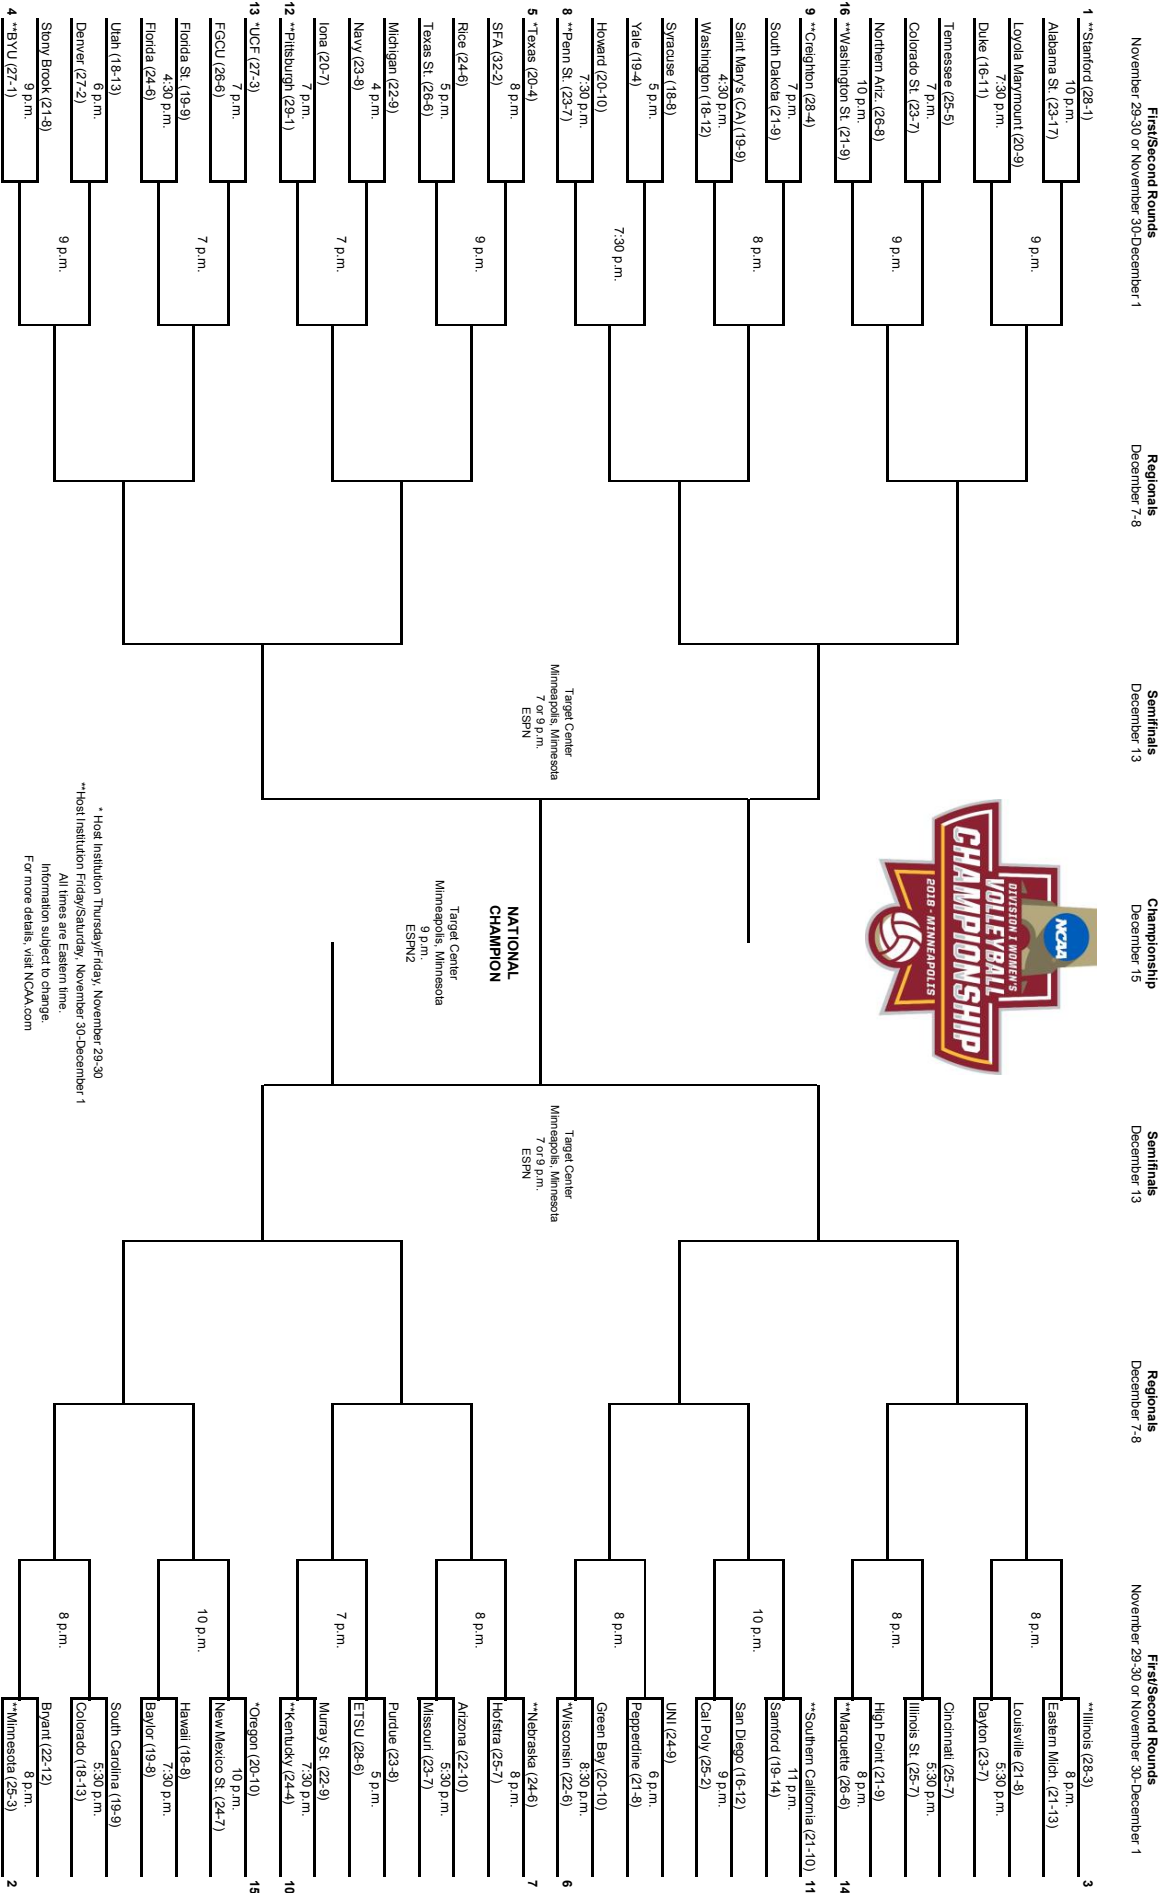 First/Second Rounds
November 29-30 or November 30-December 1
Regionals
December 7-8
Semifinals
December 13
Championship
December 15
Semifinals
December 13
Regionals
December 7-8
First/Second Rounds
November 29-30 or November 30-December 1
1 **Stanford (28-1)
10 p.m.
Alabama St. (23-17)
9 p.m.
Loyola Marymount (20-9)
7:30 p.m.
Duke (16-11)
Tennessee (25-5)
7 p.m.
Colorado St. (23-7)
9 p.m.
Northern Ariz. (26-8)
10 p.m.
16 **Washington St. (21-9)
9 **Creighton (28-4)
7 p.m.
South Dakota (21-9)
8 p.m.
Saint Mary's (CA) (19-9)
4:30 p.m.
Washington (18-12)
Syracuse (18-8)
5 p.m.
Yale (19-4)
7:30 p.m.
Howard (20-10)
7:30 p.m.
8 **Penn St. (23-7)
5 *Texas (20-4)
8 p.m.
SFA (32-2)
9 p.m.
Rice (24-6)
5 p.m.
Texas St. (26-6)
Michigan (22-9)
4 p.m.
Navy (23-8)
7 p.m.
Iona (20-7)
7 p.m.
12 **Pittsburgh (29-1)
13 *UCF (27-3)
7 p.m.
FGCU (26-6)
7 p.m.
Florida St. (19-9)
4:30 p.m.
Florida (24-6)
Utah (18-13)
6 p.m.
Denver (27-2)
9 p.m.
Stony Brook (21-8)
9 p.m.
4 **BYU (27-1)
Target Center
Minneapolis, Minnesota
7 or 9 p.m.
ESPN
NCAA
DIVISION I WOMEN'S
VOLLEYBALL
CHAMPIONSHIP
2018 - MINNEAPOLIS
NATIONAL
CHAMPION
Target Center
Minneapolis, Minnesota
9 p.m.
ESPN2
* Host Institution Thursday/Friday, November 29-30
**Host Institution Friday/Saturday, November 30-December 1
All times are Eastern time.
Information subject to change.
For more details, visit NCAA.com
Target Center
Minneapolis, Minnesota
7 or 9 p.m.
ESPN
**Illinois (28-3) 3
8 p.m.
Eastern Mich. (21-13)
8 p.m.
Louisville (21-8)
5:30 p.m.
Dayton (23-7)
Cincinnati (25-7)
5:30 p.m.
Illinois St. (25-7)
8 p.m.
High Point (21-9)
8 p.m.
**Marquette (26-6) 14
**Southern California (21-10) 11
11 p.m.
Samford (19-14)
10 p.m.
San Diego (16-12)
9 p.m.
Cal Poly (25-2)
UNI (24-9)
6 p.m.
Pepperdine (21-8)
8 p.m.
Green Bay (20-10)
8:30 p.m.
*Wisconsin (22-6) 6
**Nebraska (24-6) 7
8 p.m.
Hofstra (25-7)
8 p.m.
Arizona (22-10)
5:30 p.m.
Missouri (23-7)
Purdue (23-8)
5 p.m.
ETSU (28-6)
7 p.m.
Murray St. (22-9)
7:30 p.m.
**Kentucky (24-4) 10
*Oregon (20-10) 15
10 p.m.
New Mexico St. (24-7)
10 p.m.
Hawaii (18-8)
7:30 p.m.
Baylor (19-8)
South Carolina (19-9)
5:30 p.m.
Colorado (18-13)
8 p.m.
Bryant (22-12)
8 p.m.
**Minnesota (25-3) 2